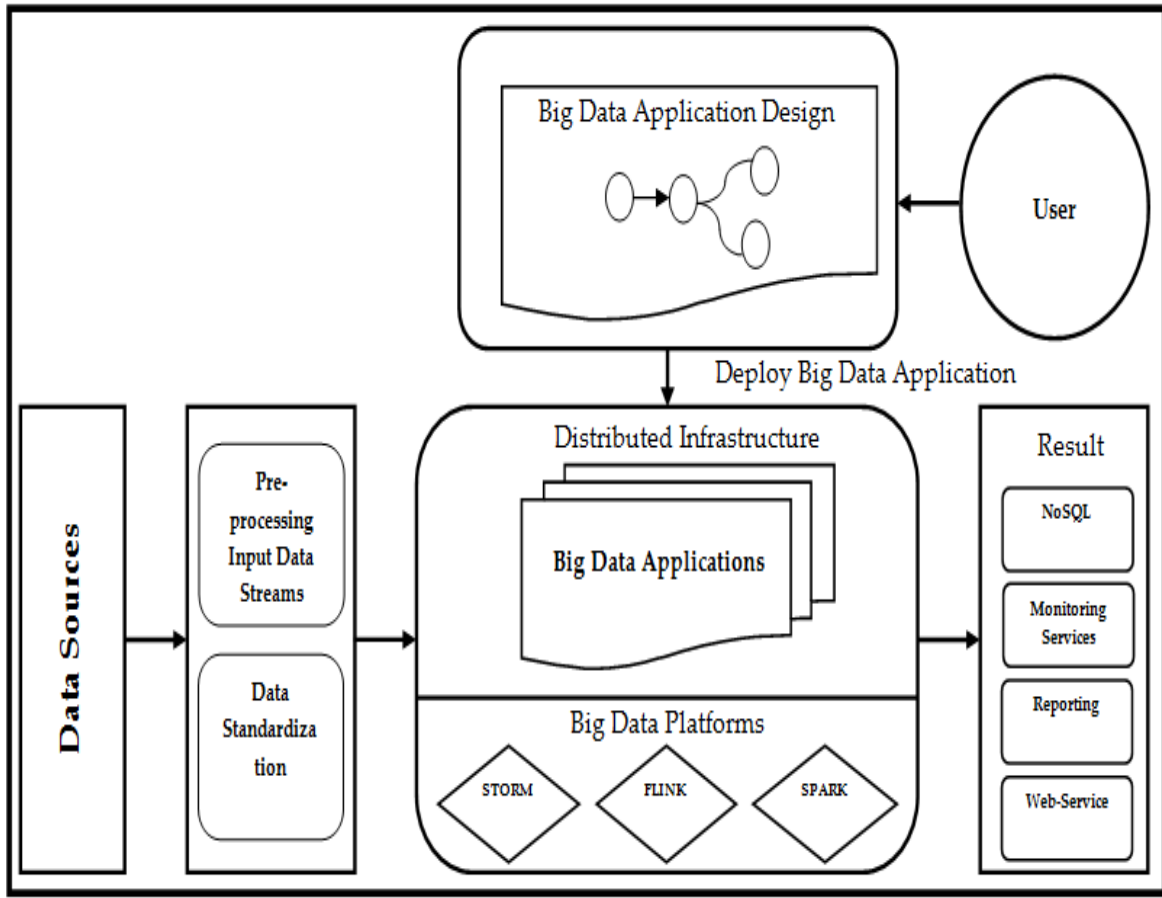 Big Data Application Design
User
Deploy Big Data Application
Data Sources
Pre-
processing
Input Data
Streams
Data
Standardiza
tion
Distributed Infrastructure
Big Data Applications
Big Data Platforms
STORM
FLINK
SPARK
Result
NoSQL
Monitoring
Services
Reporting
Web-Service